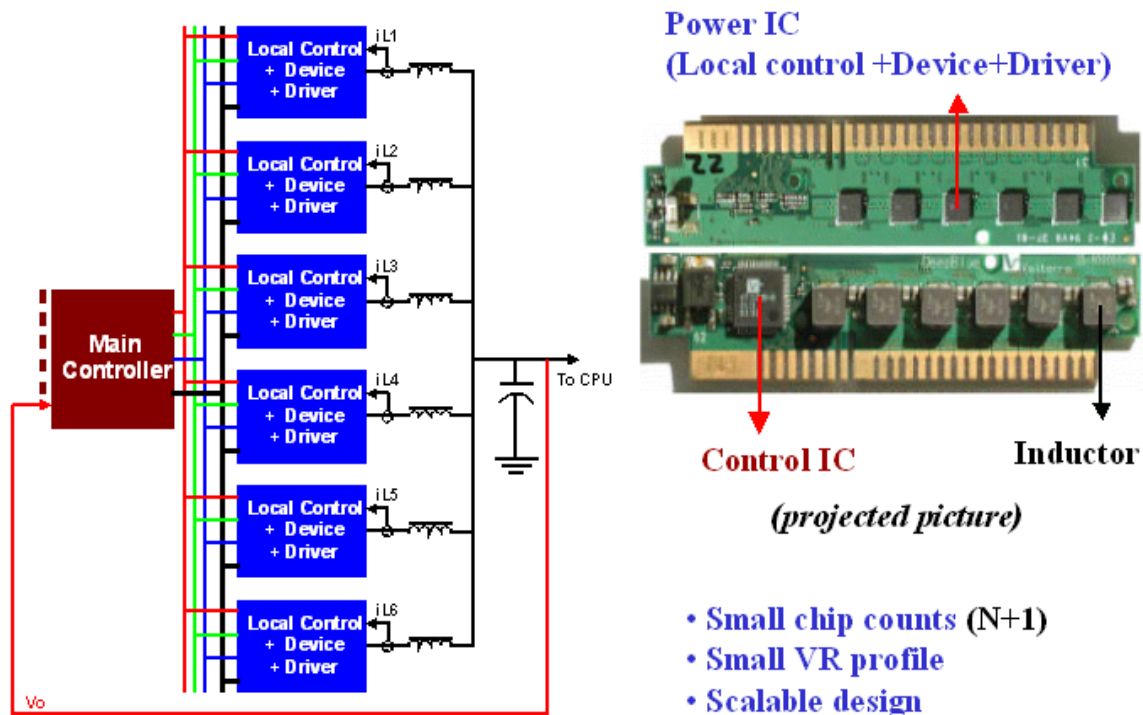 Local Control
+ Device
+ Driver
iL1
Local Control
+ Device
+ Driver
iL2
Local Control
+ Device
+ Driver
iL3
Main
Controller
Local Control
+ Device
+ Driver
iL4
To CPU
Local Control
+ Device
+ Driver
iL5
Local Control
+ Device
+ Driver
iL6
Vo
Power IC
(Local control +Device+Driver)
22
DeepBlue
Control IC
Inductor
(projected picture)
• Small chip counts (N+1)
• Small VR profile
• Scalable design